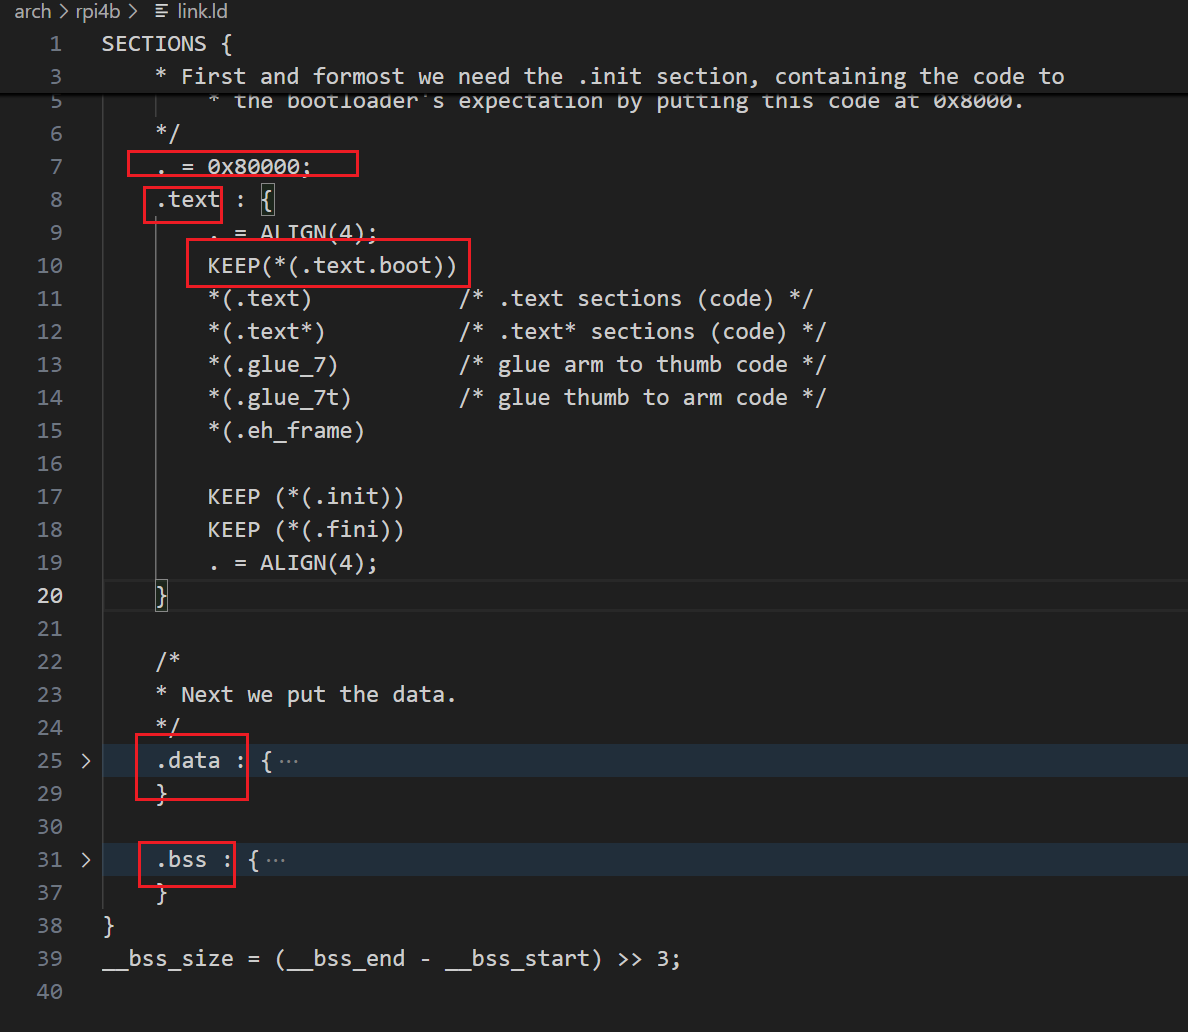 arch > rpi4b > link.ld
1 SECTIONS {
3 * First and formost we need the .init section, containing the code to
5 * the bootloader's expectation by putting this code at 0x8000.
6 */
7 . = 0x80000;
8 .text : {
9 . = ALIGN(4);
10 KEEP(*(.text.boot))
11 *(.text) /* .text sections (code) */
12 *(.text*) /* .text* sections (code) */
13 *(.glue_7) /* glue arm to thumb code */
14 *(.glue_7t) /* glue thumb to arm code */
15 *(.eh_frame)
16
17 KEEP (*(.init))
18 KEEP (*(.fini))
19 . = ALIGN(4);
20 }
21
22 /*
23 * Next we put the data.
24 */
25 > .data : { ···
29 }
30
31 > .bss : { ···
37 }
38 }
39 __bss_size = (__bss_end - __bss_start) >> 3;
40